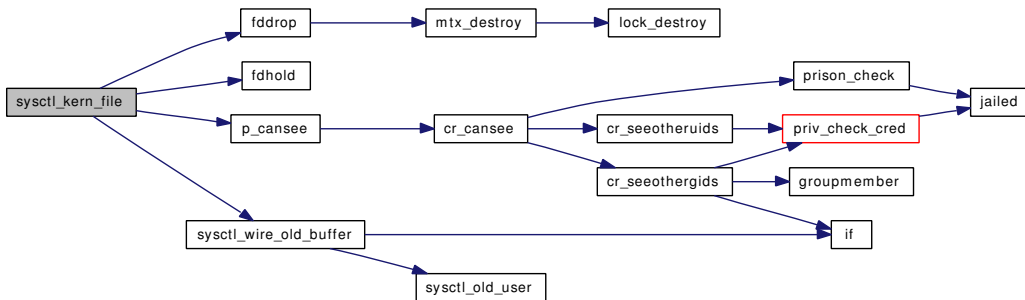 fddrop
mtx_destroy
lock_destroy
fdhold
prison_check
sysctl_kern_file
jailed
p_cansee
cr_cansee
cr_seeotheruids
priv_check_cred
cr_seeothergids
groupmember
sysctl_wire_old_buffer
if
sysctl_old_user